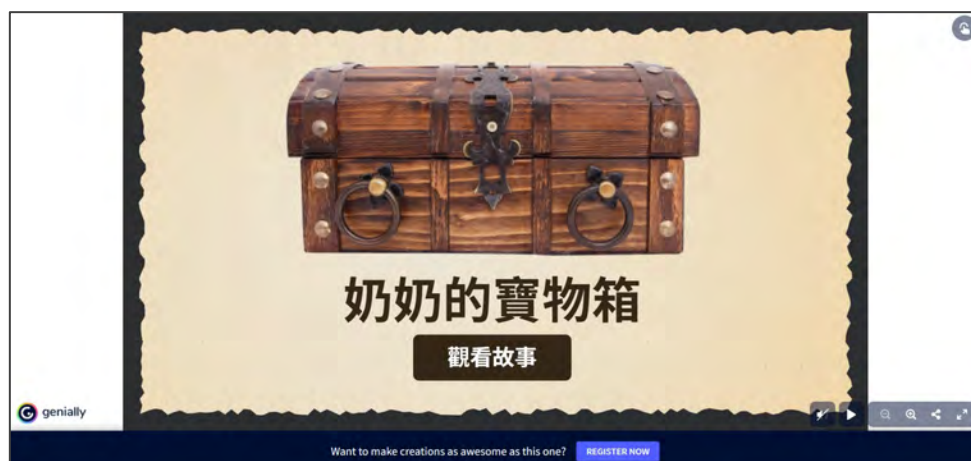 奶奶的寶物箱
觀看故事
genially
Want to make creations as awesome as this one? REGISTER NOW